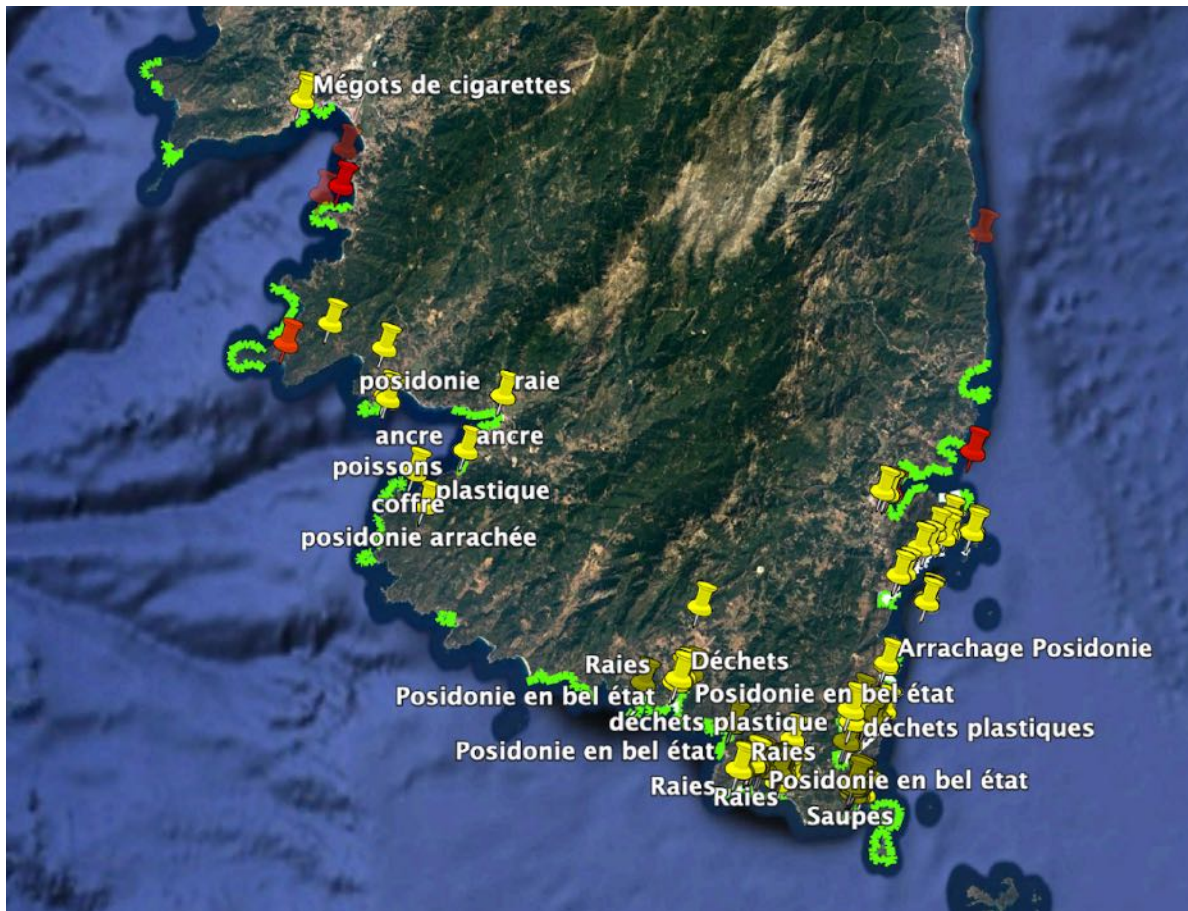 Mégots de cigarettes
posidonie raie
ancre ancre
poissons
plastique
coffre
posidonie arrachée
Arrachage Posidonie
Raies Déchets
Posidonie en bel état Posidonie en bel état
déchets plastique déchets plastiques
Posidonie en bel état Raies
Raies Posidonie en bel état
Raies
Saupes